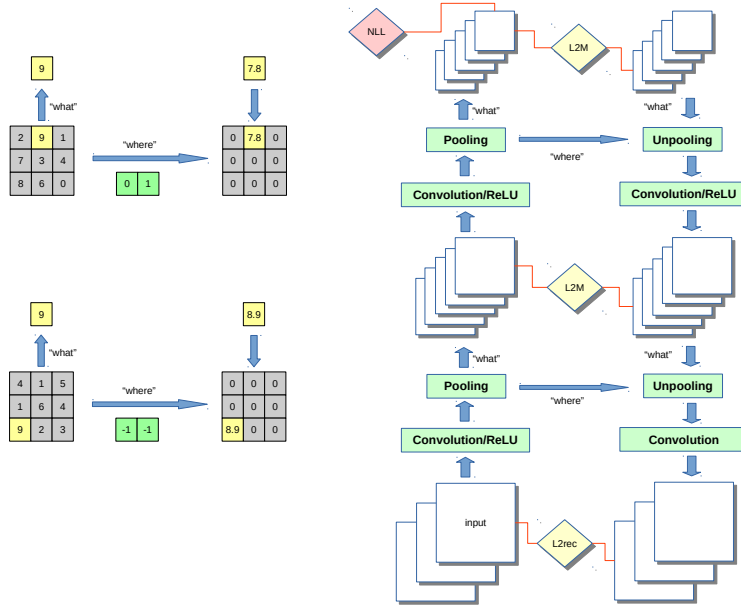 9
"what"
2 9 1
7 3 4
8 6 0
"where"
0 1
7.8
0 7.8 0
0 0 0
0 0 0
9
"what"
4 1 5
1 6 4
9 2 3
"where"
-1 -1
8.9
0 0 0
0 0 0
8.9 0 0
NLL
L2M
"what"
"what"
Pooling
"where"
Unpooling
Convolution/ReLU
Convolution/ReLU
L2M
"what"
"what"
Pooling
"where"
Unpooling
Convolution/ReLU
Convolution
input
L2rec